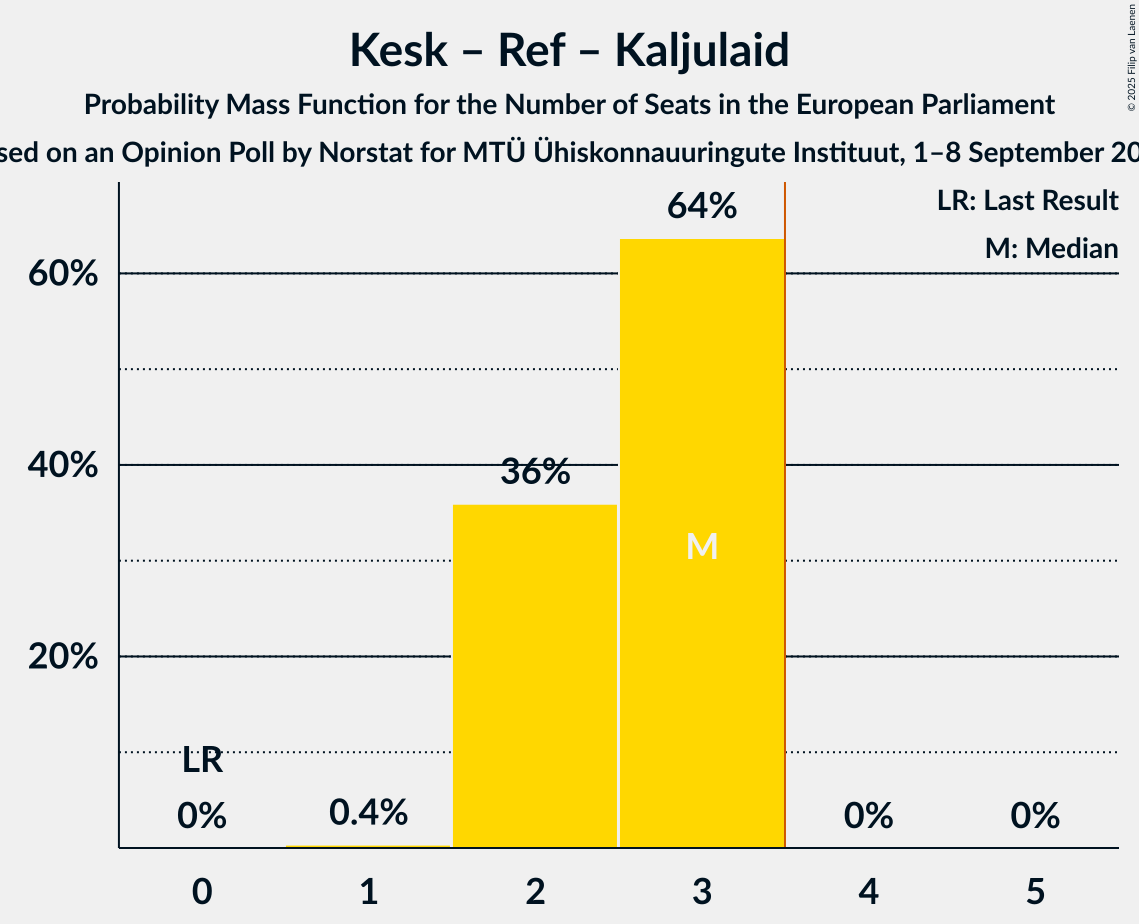 Kesk – Ref – Kaljulaid
Probability Mass Function for the Number of Seats in the European Parliament
on an Opinion Poll by Norstat for MTÜ Ühiskonnauuringute Instituut, 1–8 September
© 2025 Filip van Laenen
LR: Last Result
M: Median
64%
60%
40%
36%
M
20%
LR
0%
0.4%
0%
0%
0
1
2
3
4
5